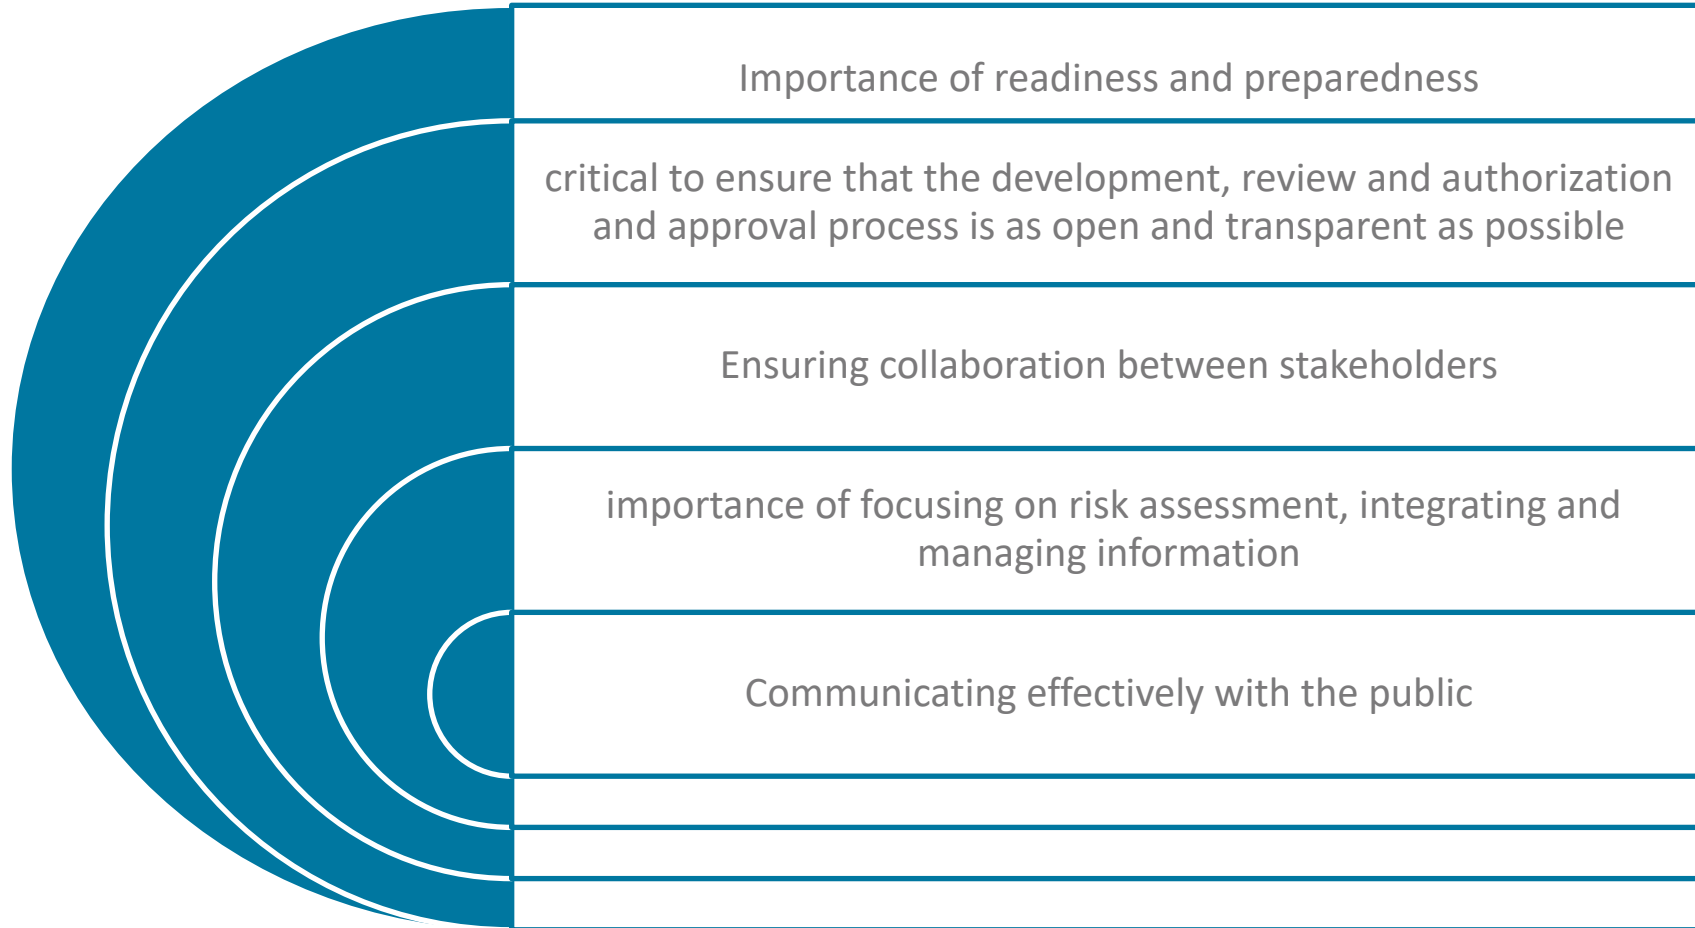 Importance of readiness and preparedness
critical to ensure that the development, review and authorization
and approval process is as open and transparent as possible
Ensuring collaboration between stakeholders
importance of focusing on risk assessment, integrating and
managing information
Communicating effectively with the public